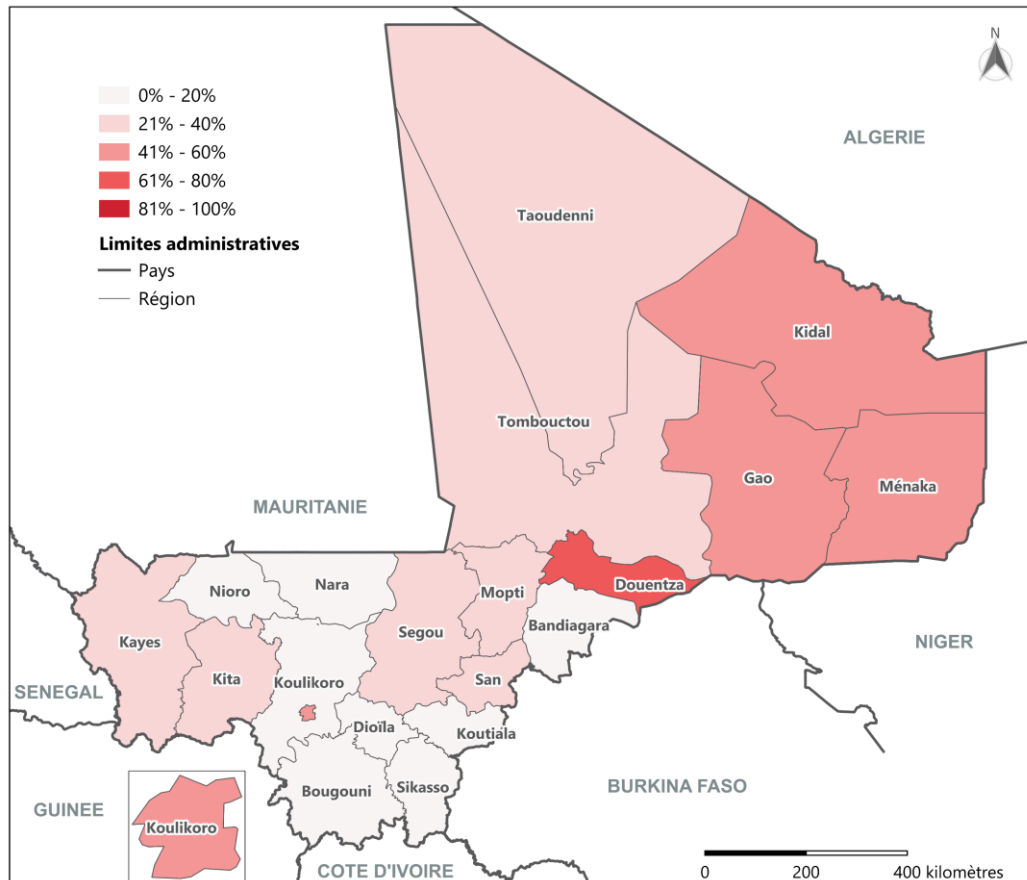 N
0% - 20%
21% - 40%
41% - 60%
61% - 80%
81% - 100%
Limites administratives
Pays
Région
ALGERIE
Taoudenni
Kidal
Tombouctou
Gao
Ménaka
MAURITANIE
Nioro
Nara
Mopti
Douentza
Kayes
Segou
Bandiagara
NIGER
Kita
Koulikoro
San
SENEGAL
Dioïla
Koutiala
Bougouni
Sikasso
BURKINA FASO
GUINEE
Koulikoro
COTE D'IVOIRE
0 200 400 kilomètres